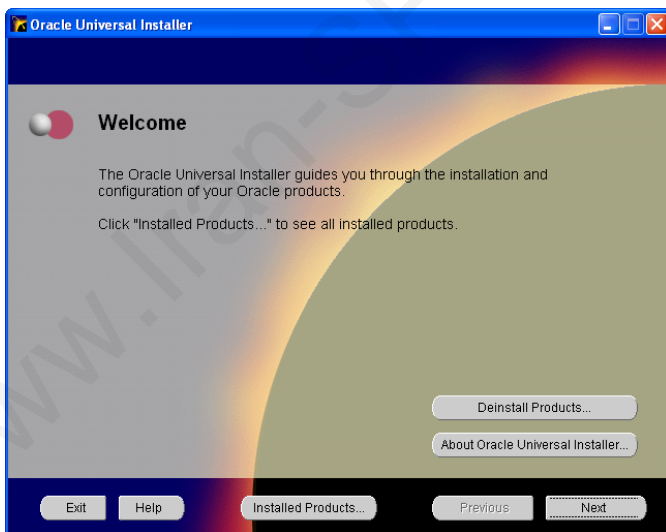 Oracle Universal Installer
Welcome
The Oracle Universal Installer guides you through the installation and
configuration of your Oracle products.
Click "Installed Products..." to see all installed products.
Deinstall Products...
About Oracle Universal Installer...
Exit
Help
Installed Products...
Previous
Next